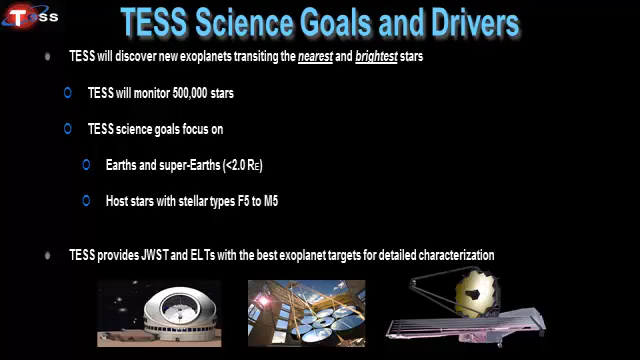 Tess
TESS Science Goals and Drivers
TESS will discover new exoplanets transiting the nearest and brightest stars
TESS will monitor 500,000 stars
TESS science goals focus on
Earths and super-Earths (<2.0 RE)
Host stars with stellar types F5 to M5
TESS provides JWST and ELTs with the best exoplanet targets for detailed characterization